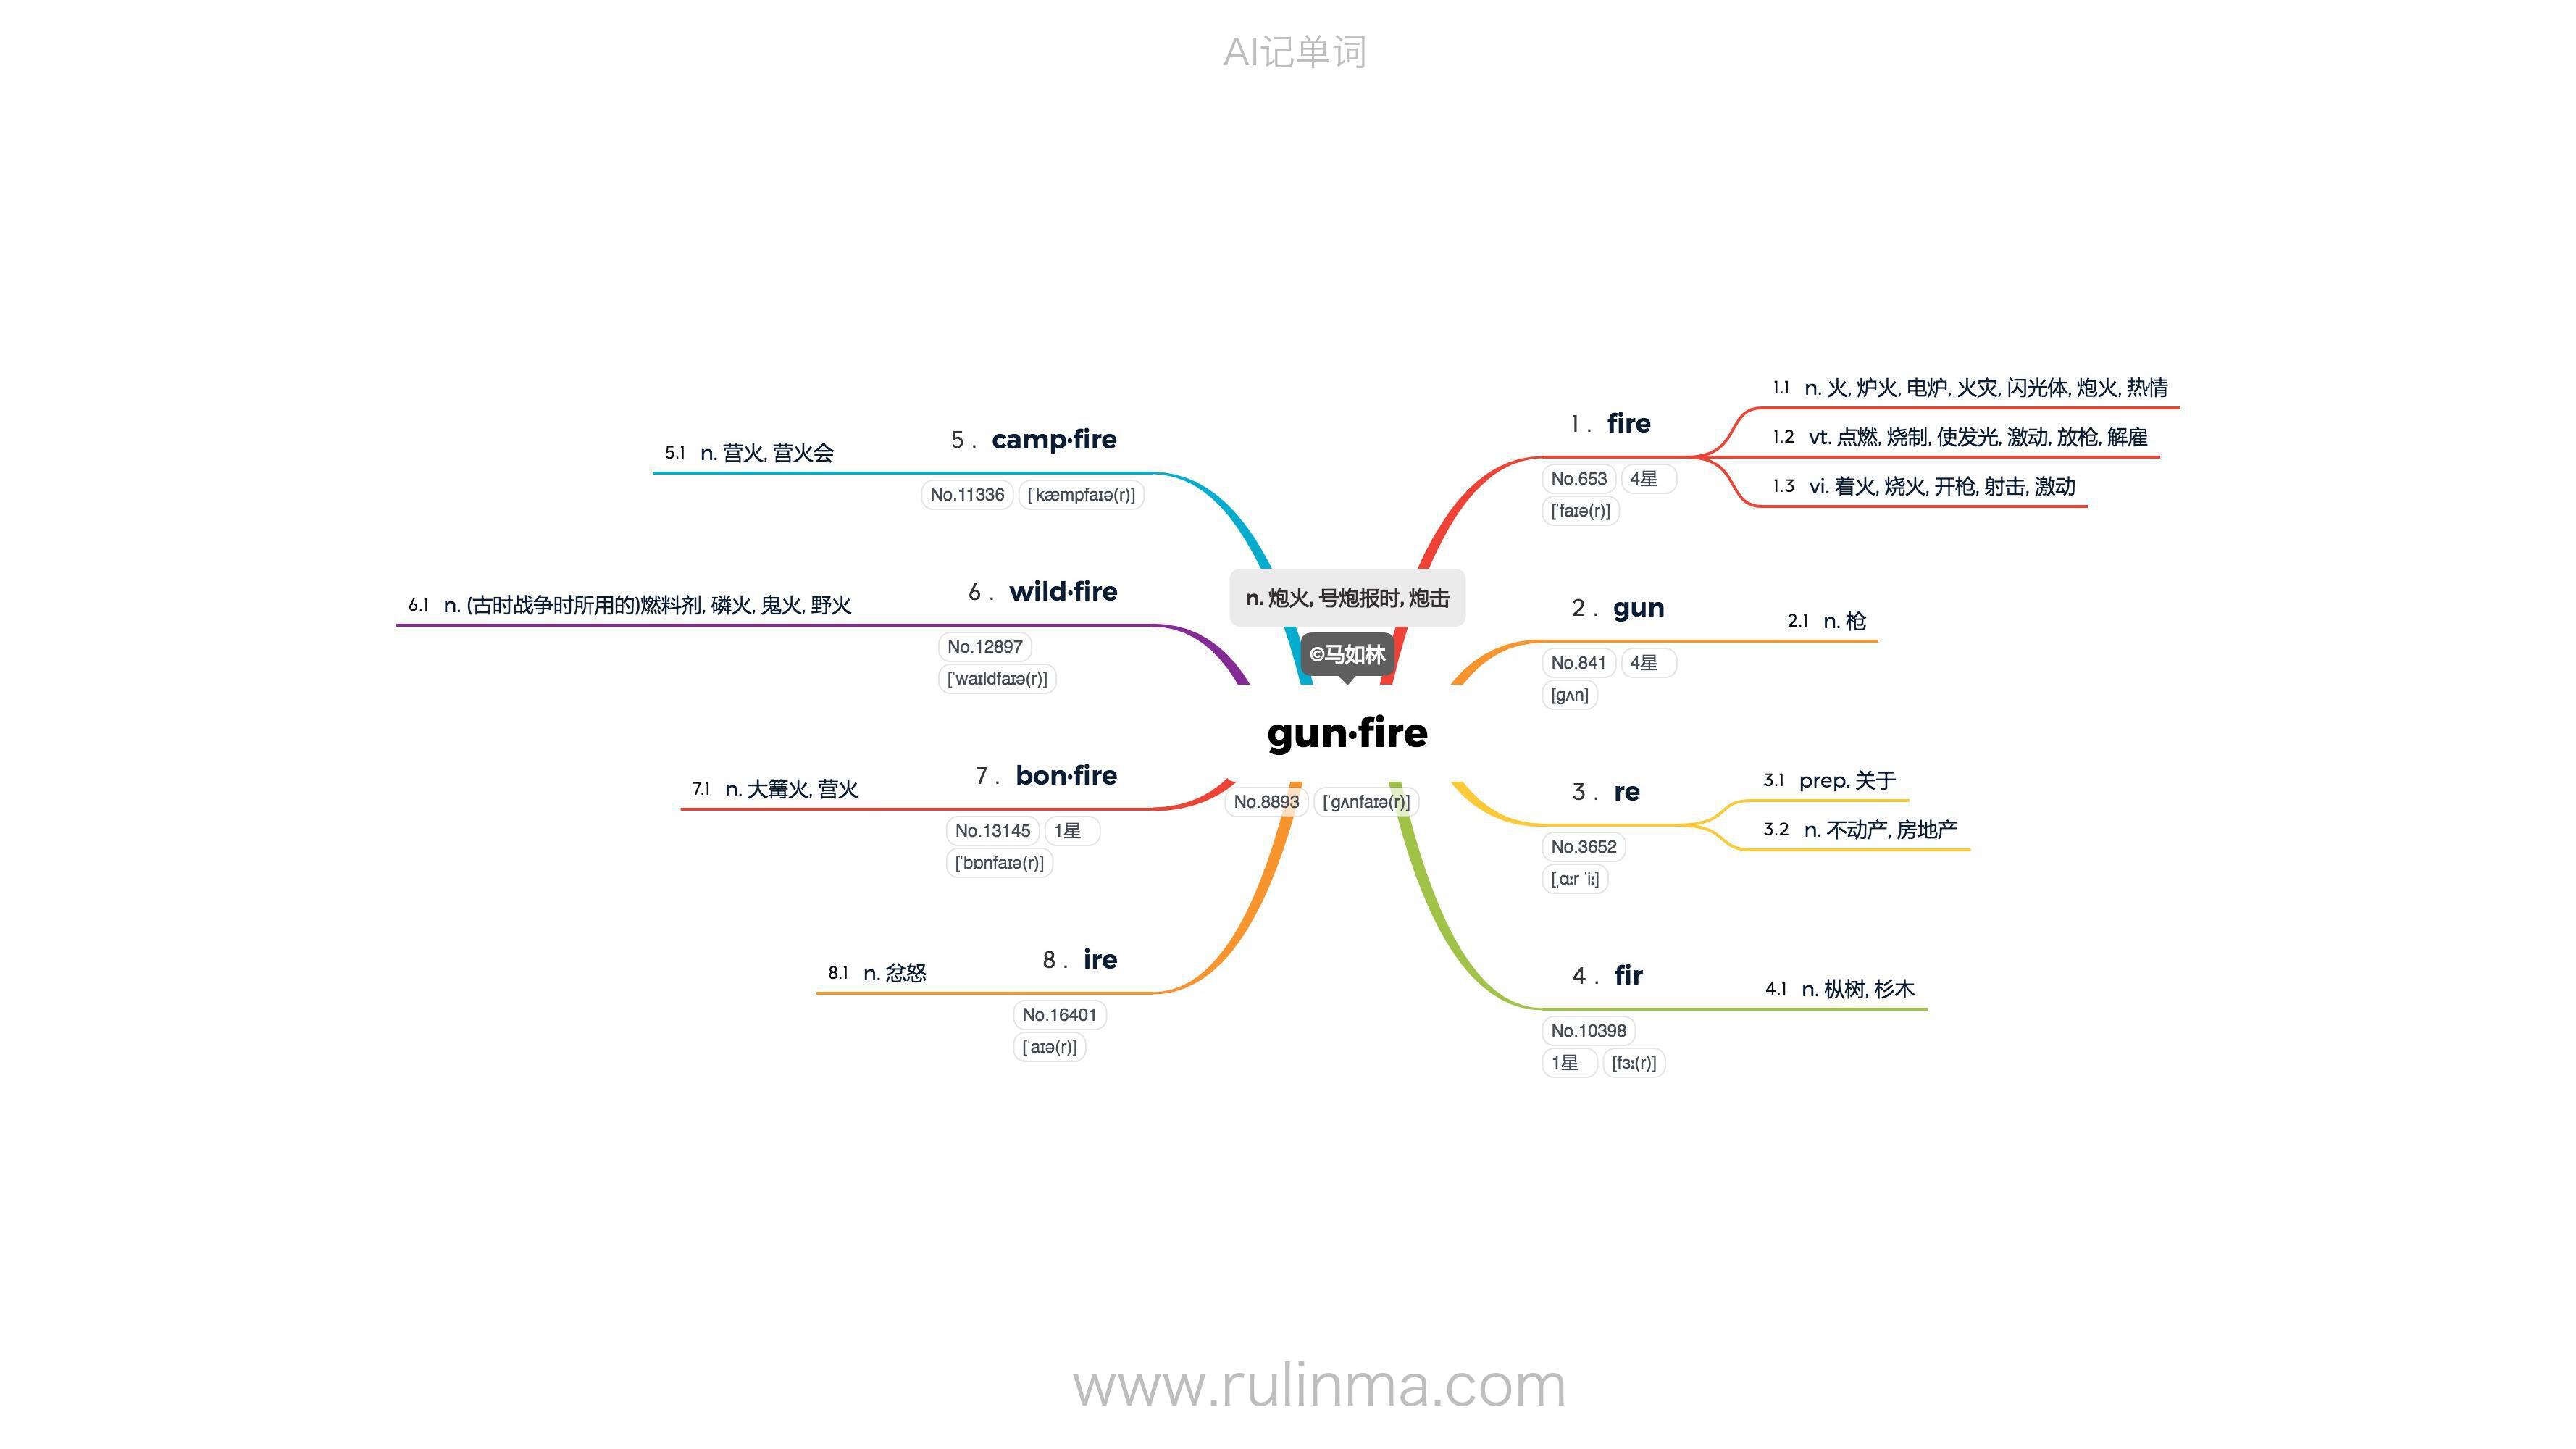 AI记单词
n. 炮火, 号炮报时, 炮击
©马如林
gun·fire
No.8893 [ˈɡʌnfaɪə(r)]
1 . fire
No.653 4星
[ˈfaɪə(r)]
1.1 n. 火, 炉火, 电炉, 火灾, 闪光体, 炮火, 热情
1.2 vt. 点燃, 烧制, 使发光, 激动, 放枪, 解雇
1.3 vi. 着火, 烧火, 开枪, 射击, 激动
2 . gun
No.841 4星
[ɡʌn]
2.1 n. 枪
3 . re
No.3652
[ˌɑːr ˈiː]
3.1 prep. 关于
3.2 n. 不动产, 房地产
4 . fir
No.10398
1星 [fɜː(r)]
4.1 n. 枞树, 杉木
5 . camp·fire
No.11336 [ˈkæmpfaɪə(r)]
5.1 n. 营火, 营火会
6 . wild·fire
No.12897
[ˈwaɪldfaɪə(r)]
6.1 n. (古时战争时所用的)燃料剂, 磷火, 鬼火, 野火
7 . bon·fire
No.13145 1星
[ˈbɒnfaɪə(r)]
7.1 n. 大篝火, 营火
8 . ire
No.16401
[ˈaɪə(r)]
8.1 n. 忿怒
www.rulinma.com